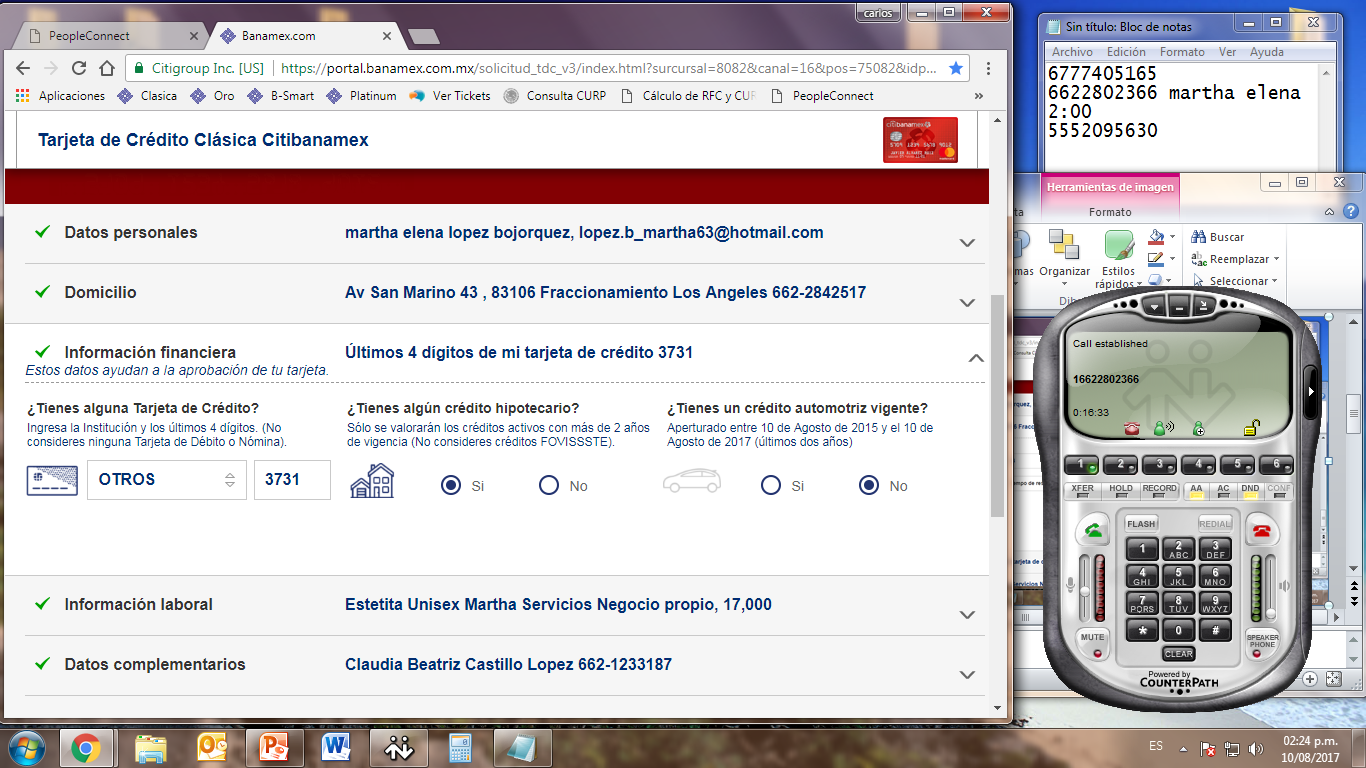 carlos
PeopleConnect
Banamex.com
Citigroup Inc. [US]
https://portal.banamex.com.mx/solicitud_tdc_v3/index.html?sursursal=8082&canal=16&pos=75082&idp...
Aplicaciones
Clasica
Oro
B-Smart
Platinum
Ver Tickets
Consulta CURP
Cálculo de RFC y CUR
PeopleConnect
»
Tarjeta de Crédito Clásica Citibanamex
citibanamex
Datos personales
martha elena lopez bojorquez, lopez.b_martha63@hotmail.com
Domicilio
Av San Marino 43 , 83106 Fraccionamiento Los Angeles 662-2842517
Información financiera
Últimos 4 dígitos de mi tarjeta de crédito 3731
Estos datos ayudan a la aprobación de tu tarjeta.
¿Tienes alguna Tarjeta de Crédito?
Ingresa la Institución y los últimos 4 dígitos. (No
consideres ninguna Tarjeta de Débito o Nómina).
OTROS
3731
¿Tienes algún crédito hipotecario?
Sólo se valorarán los créditos activos con más de 2 años
de vigencia (No consideres créditos FOVISSSTE).
Si
No
¿Tienes un crédito automotriz vigente?
Aperturado entre 10 de Agosto de 2015 y el 10 de
Agosto de 2017 (últimos dos años)
Si
No
Información laboral
Estetita Unisex Martha Servicios Negocio propio, 17,000
Datos complementarios
Claudia Beatriz Castillo Lopez 662-1233187
Sin título: Bloc de notas
Archivo Edición Formato Ver Ayuda
6777405165
6622802366 martha elena
2:00
5552095630
Herramientas de imagen
Formato
Organizar
Estilos
rápidos
Buscar
Reemplazar
Seleccionar
Call established
16622802366
0:16:33
1 2 3 4 5 6
XFER HOLD RECORD AA AC DND CONF
FLASH
REDIAL
1
2 ABC
3 DEF
4 GHI
5 JKL
6 MNO
7 PQRS
8 TUV
9 WXYZ
*
0
#
MUTE
CLEAR
SPEAKER
PHONE
Powered by
COUNTERPATH
ES
02:24 p.m.
10/08/2017